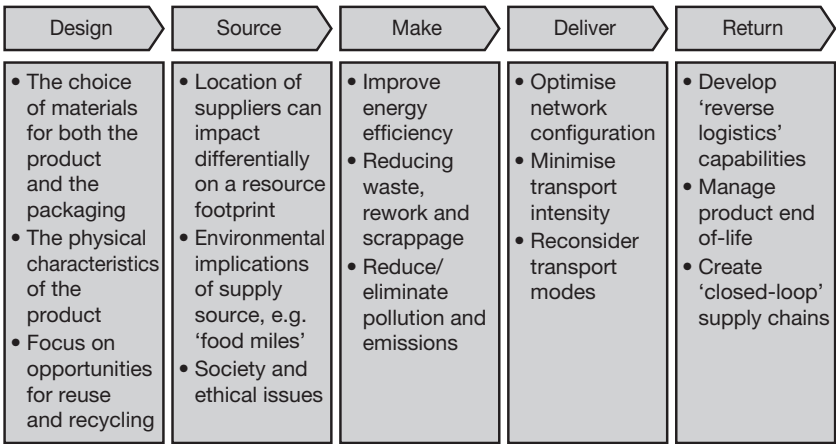 Design
Source
Make
Deliver
Return
• The choice
of materials
for both the
product
and the
packaging
• The physical
characteristics
of the
product
• Focus on
opportunities
for reuse
and recycling
• Location of
suppliers can
impact
differentially
on a resource
footprint
• Environmental
implications
of supply
source, e.g.
‘food miles’
• Society and
ethical issues
• Improve
energy
efficiency
• Reducing
waste,
rework and
scrappage
• Reduce/
eliminate
pollution and
emissions
• Optimise
network
configuration
• Minimise
transport
intensity
• Reconsider
transport
modes
• Develop
‘reverse
logistics’
capabilities
• Manage
product end
of-life
• Create
‘closed-loop’
supply chains